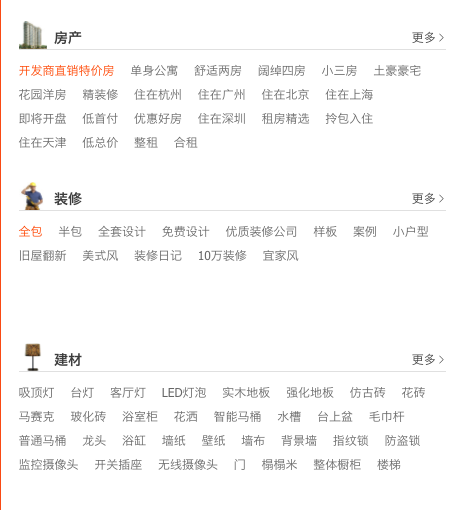 房产 更多
开发商直销特价房 单身公寓 舒适两房 阔绰四房 小三房 土豪豪宅
花园洋房 精装修 住在杭州 住在广州 住在北京 住在上海
即将开盘 低首付 优惠好房 住在深圳 租房精选 拎包入住
住在天津 低总价 整租 合租
装修 更多
全包 半包 全套设计 免费设计 优质装修公司 样板 案例 小户型
旧屋翻新 美式风 装修日记 10万装修 宜家风
建材 更多
吸顶灯 台灯 客厅灯 LED灯泡 实木地板 强化地板 仿古砖 花砖
马赛克 玻化砖 浴室柜 花洒 智能马桶 水槽 台上盆 毛巾杆
普通马桶 龙头 浴缸 墙纸 壁纸 墙布 背景墙 指纹锁 防盗锁
监控摄像头 开关插座 无线摄像头 门 榻榻米 整体橱柜 楼梯